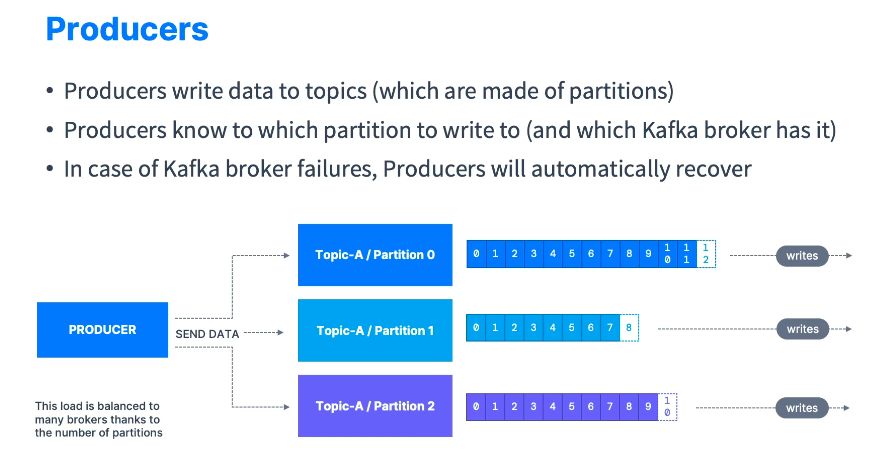 Producers
• Producers write data to topics (which are made of partitions)
• Producers know to which partition to write to (and which Kafka broker has it)
• In case of Kafka broker failures, Producers will automatically recover
Topic-A / Partition 0
0 1 2 3 4 5 6 7 8 9 10 11 12
writes
PRODUCER
SEND DATA
Topic-A / Partition 1
0 1 2 3 4 5 6 7 8
writes
Topic-A / Partition 2
0 1 2 3 4 5 6 7 8 9 10
writes
This load is balanced to
many brokers thanks to
the number of partitions